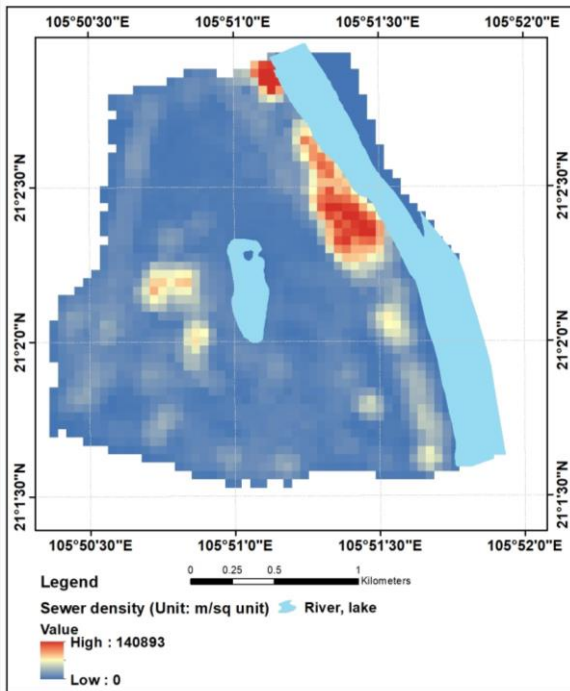 105°50'30"E 105°51'0"E 105°51'30"E 105°52'0"E
21°2'30"N 21°2'30"N
21°2'0"N 21°2'0"N
21°1'30"N 21°1'30"N
105°50'30"E 105°51'0"E 105°51'30"E 105°52'0"E
0 0.25 0.5 1
Legend Kilometers
Sewer density (Unit: m/sq unit) River, lake
Value
High : 140893
Low : 0